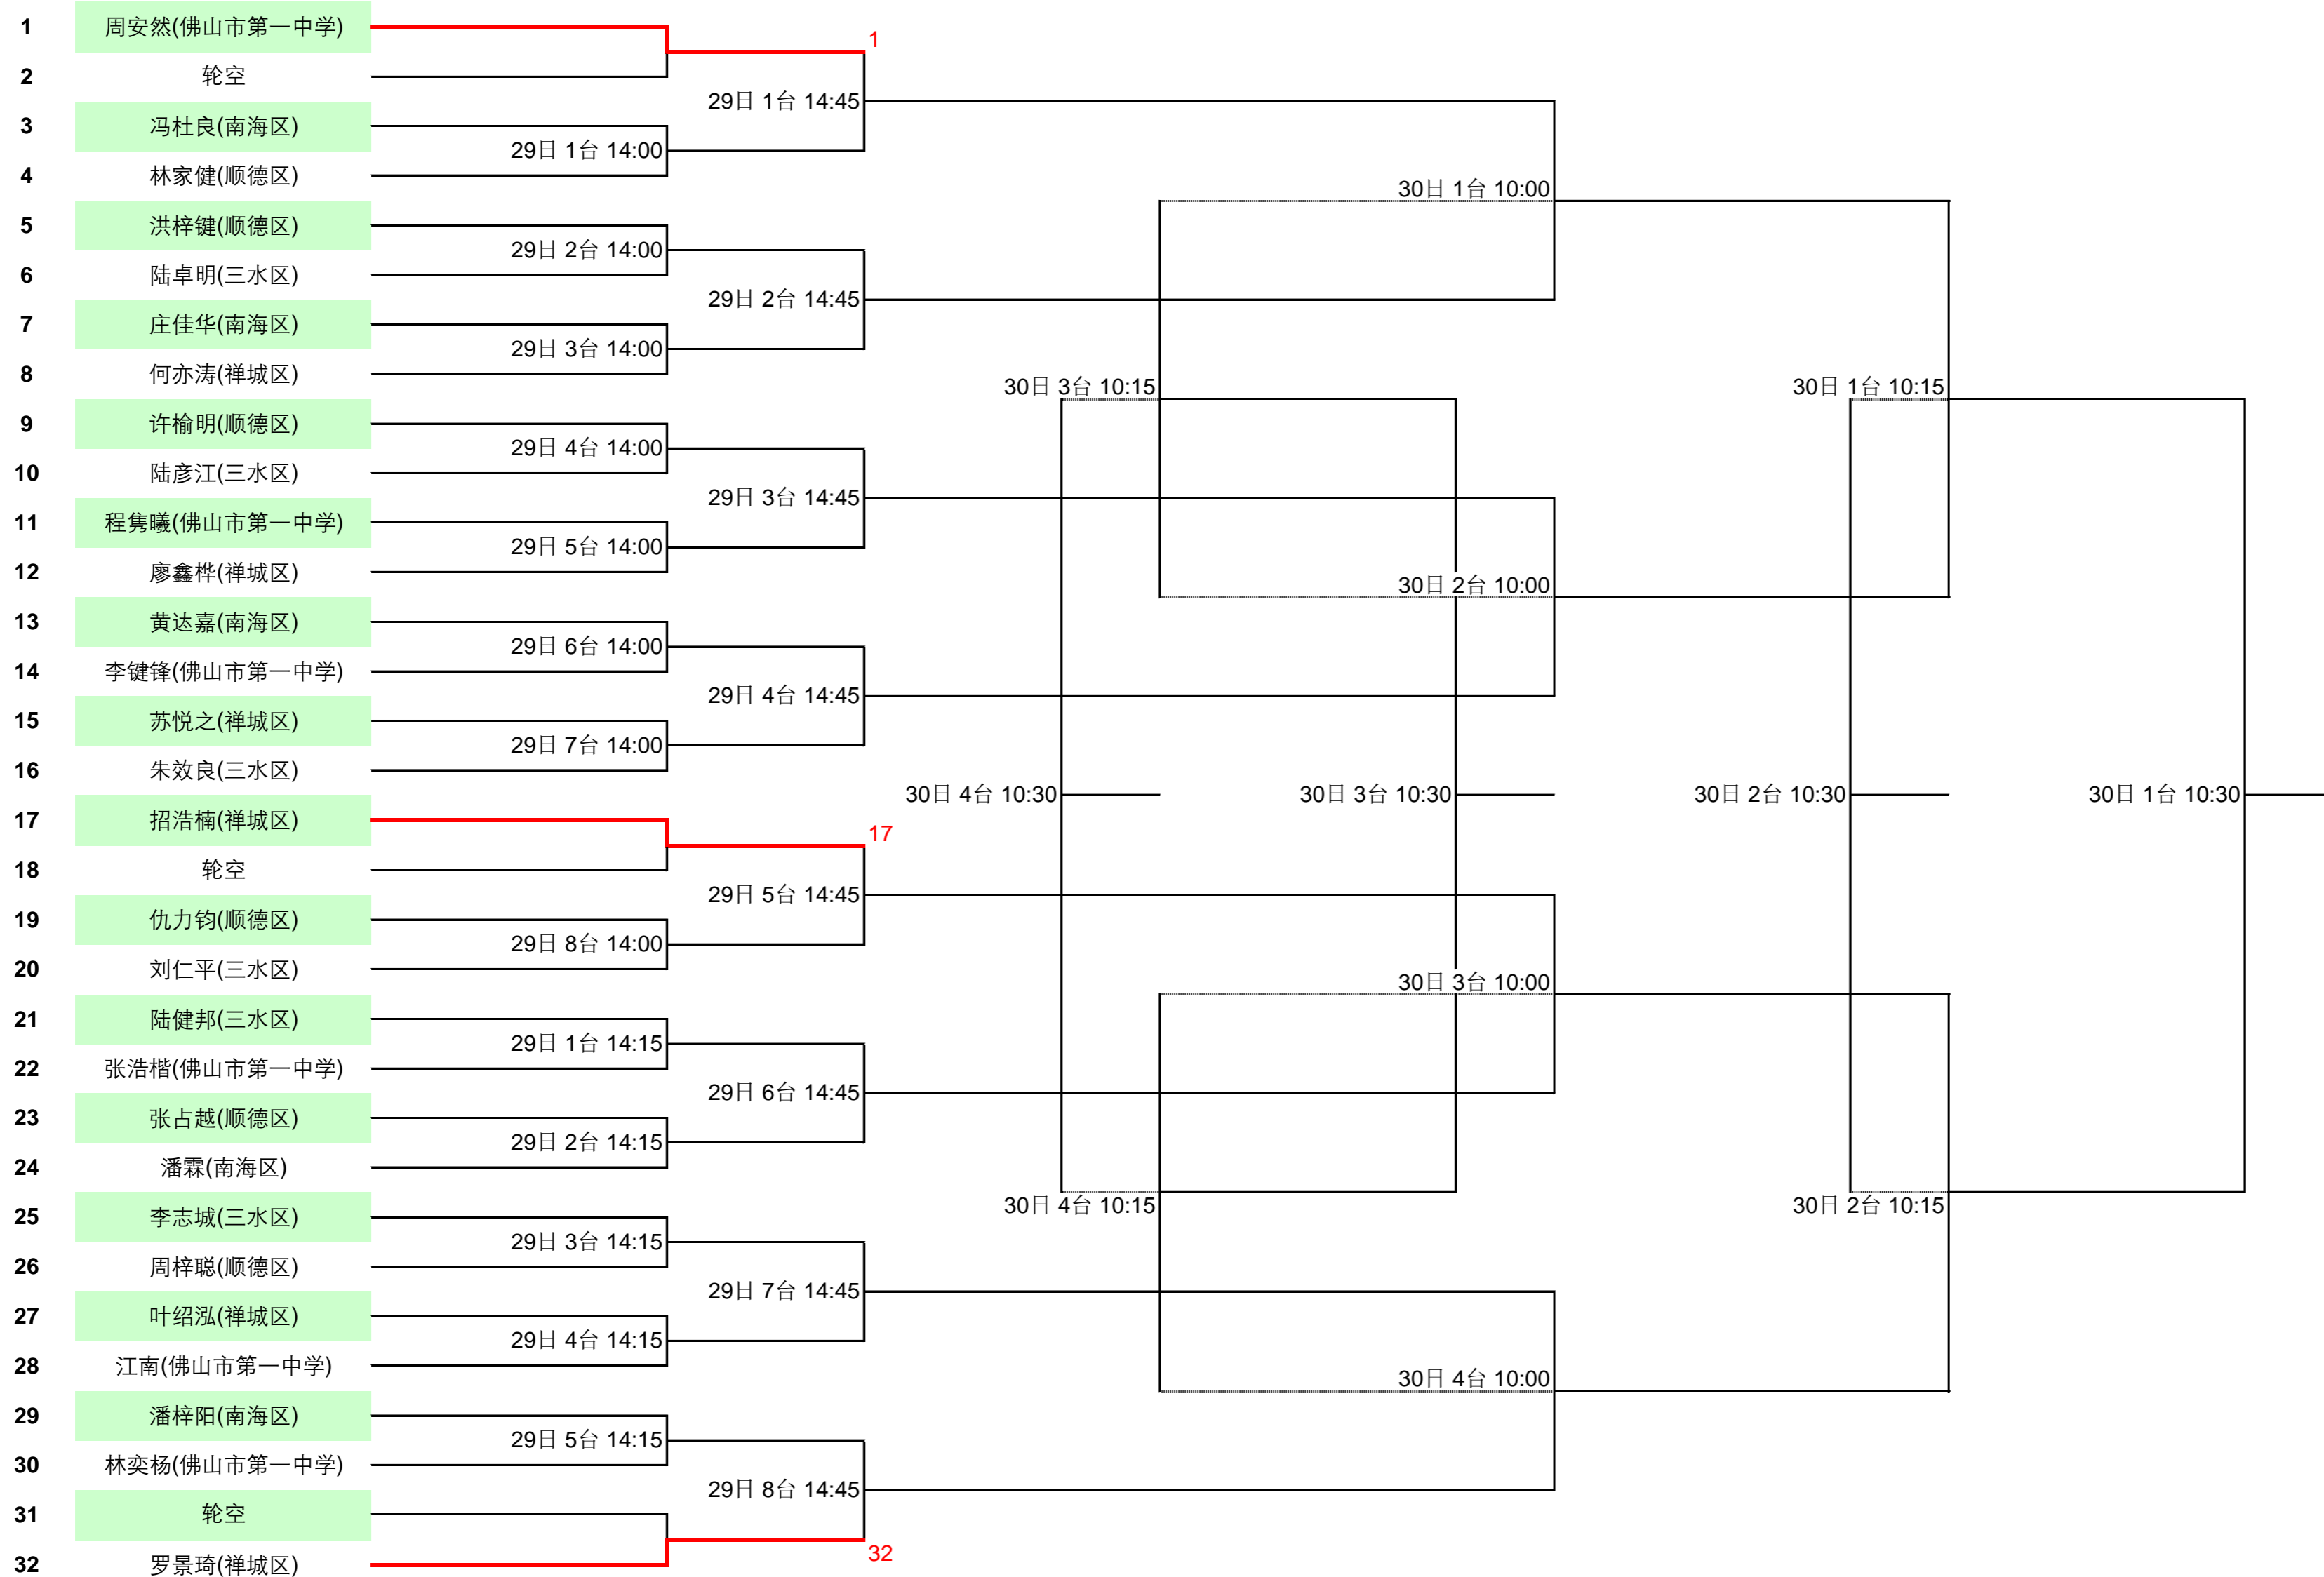 1 周安然(佛山市第一中学)
1
2 轮空
29日 1台 14:45
3 冯杜良(南海区)
29日 1台 14:00
4 林家健(顺德区)
30日 1台 10:00
5 洪梓键(顺德区)
29日 2台 14:00
6 陆卓明(三水区)
29日 2台 14:45
7 庄佳华(南海区)
29日 3台 14:00
8 何亦涛(禅城区)
30日 3台 10:15
30日 1台 10:15
9 许榆明(顺德区)
29日 4台 14:00
10 陆彦江(三水区)
29日 3台 14:45
11 程隽曦(佛山市第一中学)
29日 5台 14:00
12 廖鑫桦(禅城区)
30日 2台 10:00
13 黄达嘉(南海区)
29日 6台 14:00
14 李键锋(佛山市第一中学)
29日 4台 14:45
15 苏悦之(禅城区)
29日 7台 14:00
16 朱效良(三水区)
30日 4台 10:30
30日 3台 10:30
30日 2台 10:30
30日 1台 10:30
17 招浩楠(禅城区)
17
18 轮空
29日 5台 14:45
19 仇力钧(顺德区)
29日 8台 14:00
20 刘仁平(三水区)
30日 3台 10:00
21 陆健邦(三水区)
29日 1台 14:15
22 张浩楷(佛山市第一中学)
29日 6台 14:45
23 张占越(顺德区)
29日 2台 14:15
24 潘霖(南海区)
30日 4台 10:15
30日 2台 10:15
25 李志城(三水区)
29日 3台 14:15
26 周梓聪(顺德区)
29日 7台 14:45
27 叶绍泓(禅城区)
29日 4台 14:15
28 江南(佛山市第一中学)
30日 4台 10:00
29 潘梓阳(南海区)
29日 5台 14:15
30 林奕杨(佛山市第一中学)
29日 8台 14:45
31 轮空
32
32 罗景琦(禅城区)